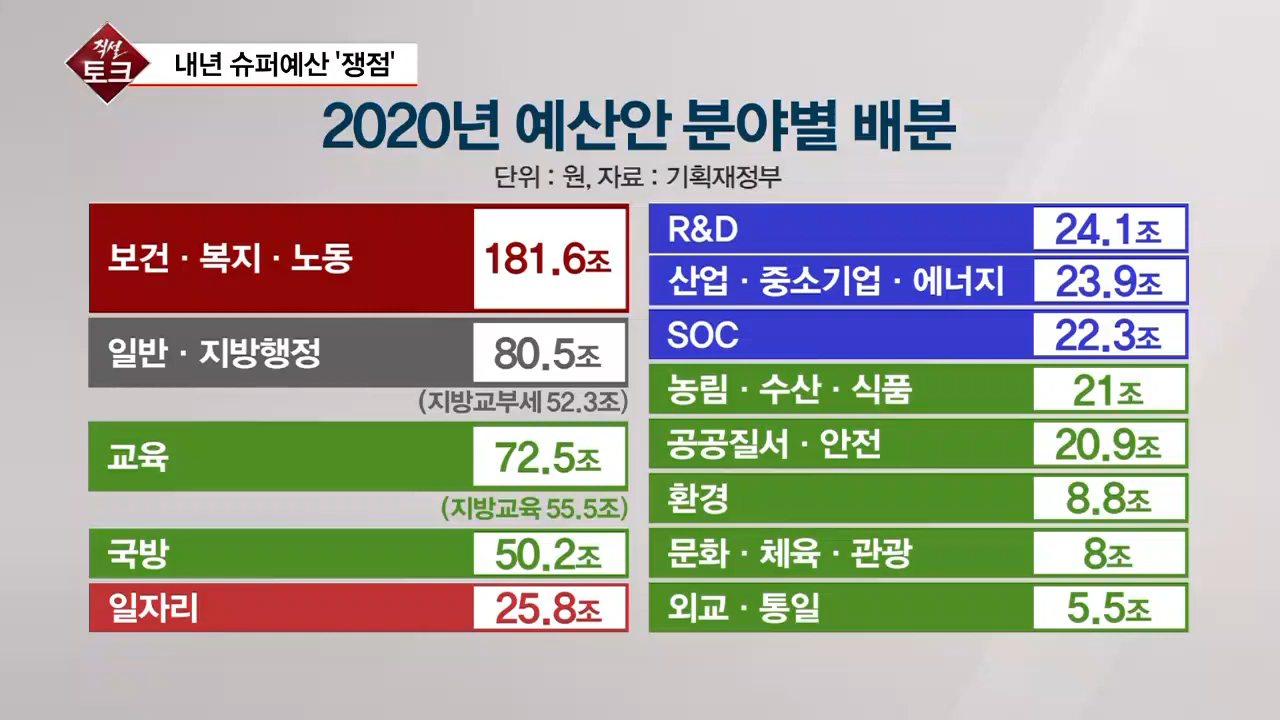 직설
토크
내년 슈퍼예산 '쟁점'
2020년 예산안 분야별 배분
단위 : 원, 자료 : 기획재정부
보건 · 복지 · 노동 181.6조
일반 · 지방행정 80.5조
(지방교부세 52.3조)
교육 72.5조
(지방교육 55.5조)
국방 50.2조
일자리 25.8조
R&D 24.1조
산업 · 중소기업 · 에너지 23.9조
SOC 22.3조
농림 · 수산 · 식품 21조
공공질서 · 안전 20.9조
환경 8.8조
문화 · 체육 · 관광 8조
외교 · 통일 5.5조